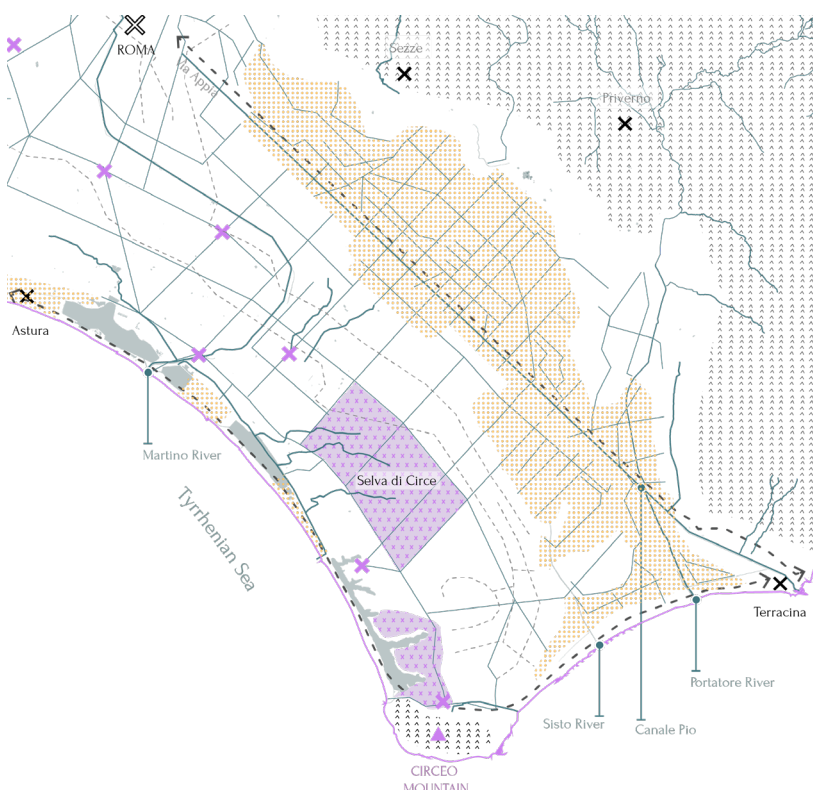 ROMA
Sezze
Via Appia
Priverno
Astura
Martino River
Selva di Circe
Tyrrhenian Sea
Terracina
Portatore River
Sisto River
Canale Pio
CIRCEO
MOUNTAIN